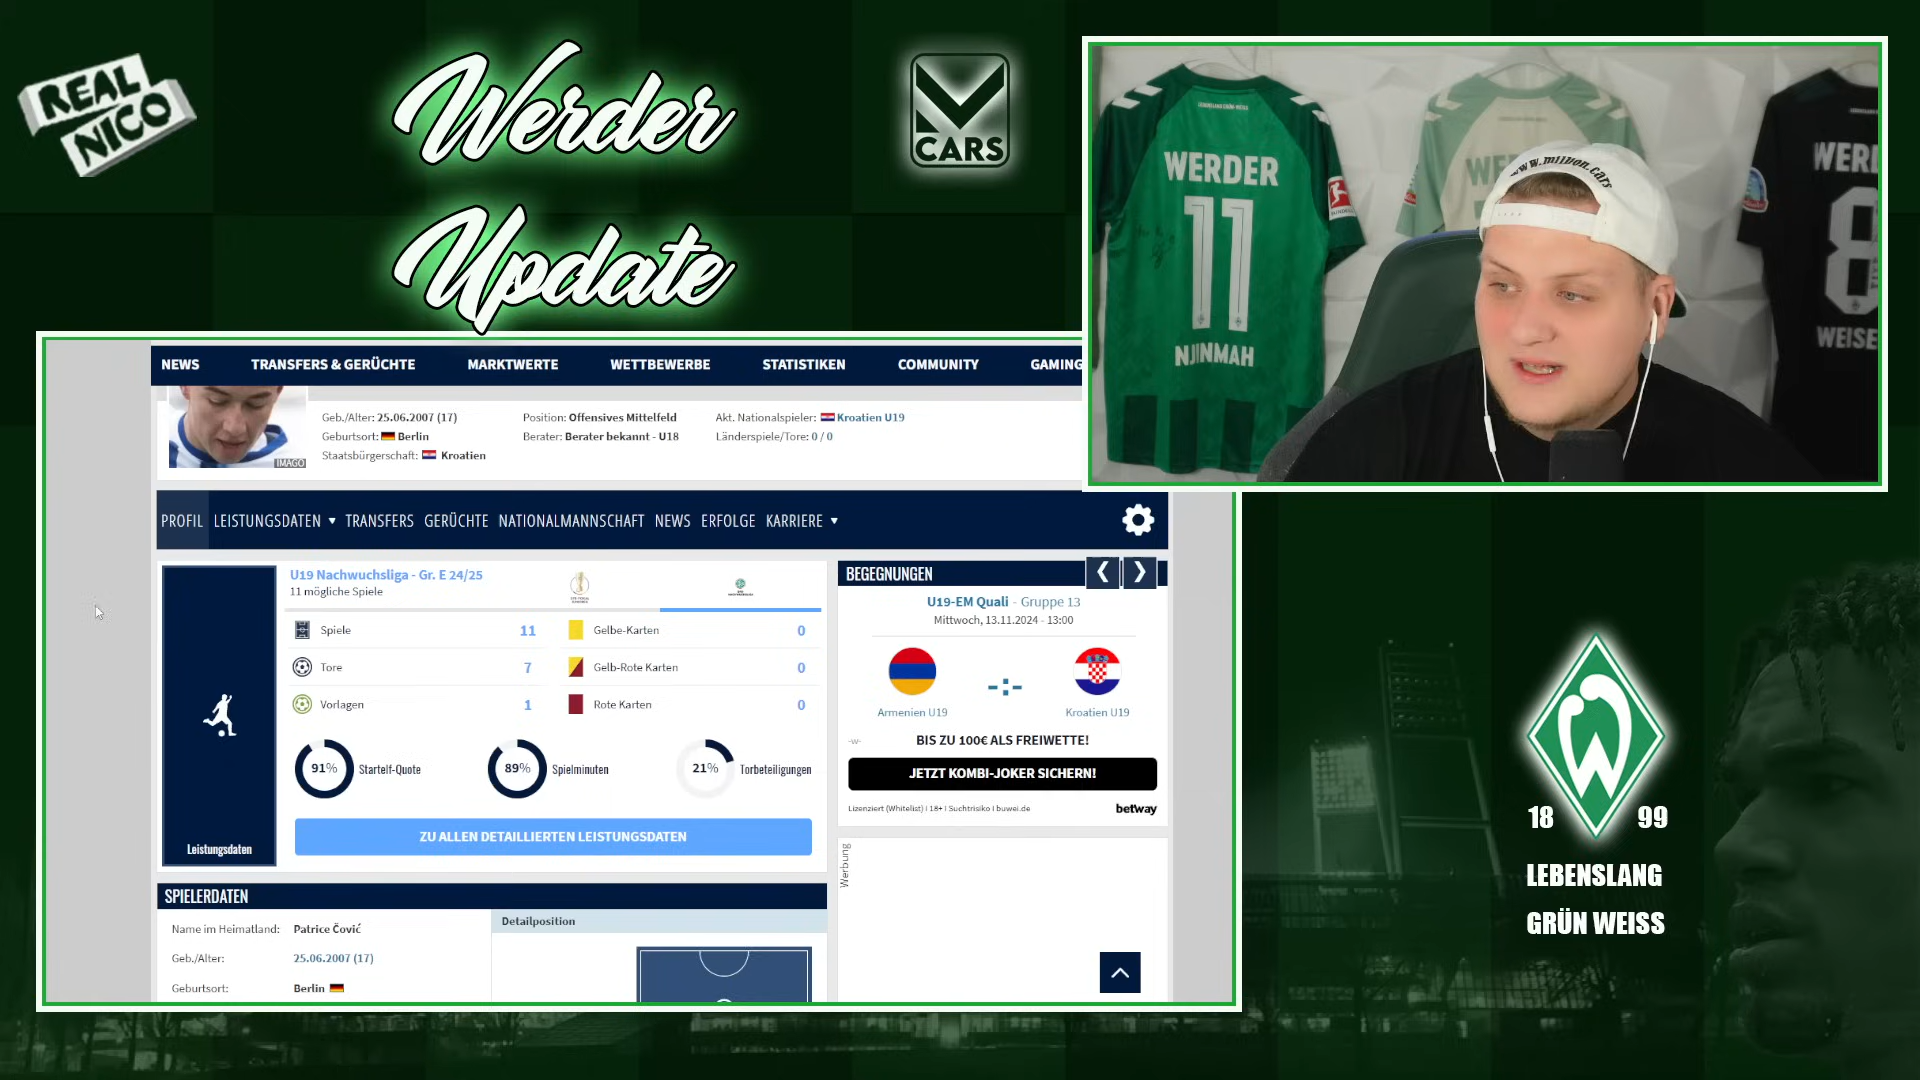 REAL
NICO
Werder
Update
CARS
WERDER
11
NJINMAH
WE
www.milvon.cars
WER
8
WEISE
NEWS TRANSFERS & GERÜCHTE MARKTWERTE WETTBEWERBE STATISTIKEN COMMUNITY GAMING
IMAGO
Geb./Alter: 25.06.2007 (17)
Geburtsort: Berlin
Staatsbürgerschaft: Kroatien
Position: Offensives Mittelfeld
Berater: Berater bekannt - U18
Akt. Nationalspieler: Kroatien U19
Länderspiele/Tore: 0 / 0
PROFIL LEISTUNGSDATEN TRANSFERS GERÜCHTE NATIONALMANNSCHAFT NEWS ERFOLGE KARRIERE
U19 Nachwuchsliga - Gr. E 24/25
11 mögliche Spiele
Spiele 11
Gelbe-Karten 0
Tore 7
Gelb-Rote Karten 0
Vorlagen 1
Rote Karten 0
91% Startelf-Quote
89% Spielminuten
21% Torbeteiligungen
Leistungsdaten
ZU ALLEN DETAILLIERTEN LEISTUNGSDATEN
BEGEGNUNGEN
U19-EM Quali - Gruppe 13
Mittwoch, 13.11.2024 - 13:00
-:-
Armenien U19
Kroatien U19
-W-
BIS ZU 100€ ALS FREIWETTE!
JETZT KOMBI-JOKER SICHERN!
Lizenziert (Whitelist) I 18+ I Suchtrisiko I buwei.de
betway
Werbung
SPIELERDATEN
Name im Heimatland: Patrice Čović
Geb./Alter: 25.06.2007 (17)
Geburtsort: Berlin
Detailposition
W
18 99
LEBENSLANG
GRÜN WEISS